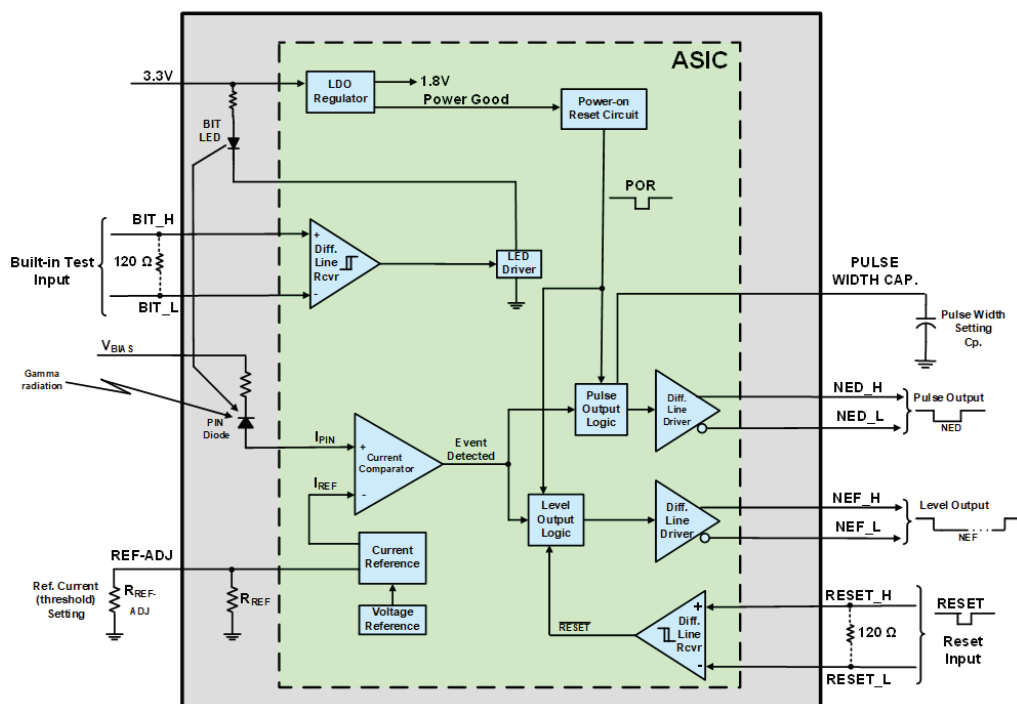 ASIC
3.3V
LDO
Regulator
1.8V
Power Good
Power-on
Reset Circuit
BIT
LED
POR
BIT_H
Built-in Test
Input
120 Ω
BIT_L
+
Diff.
Line
Rcvr
-
LED
Driver
PULSE
WIDTH CAP.
Pulse Width
Setting
Cp.
VBIAS
Gamma
radiation
PIN
Diode
IPIN
+
Current
Comparator
-
IREF
Event
Detected
Pulse
Output
Logic
Diff.
Line
Driver
NED_H
NED_L
Pulse Output
NED
Level
Output
Logic
Diff.
Line
Driver
NEF_H
NEF_L
Level Output
NEF
REF-ADJ
Ref. Current
(threshold)
Setting
RREF-
ADJ
RREF
Current
Reference
Voltage
Reference
RESET
+
Diff.
Line
Rcvr
-
RESET_H
120 Ω
RESET_L
RESET
Reset
Input